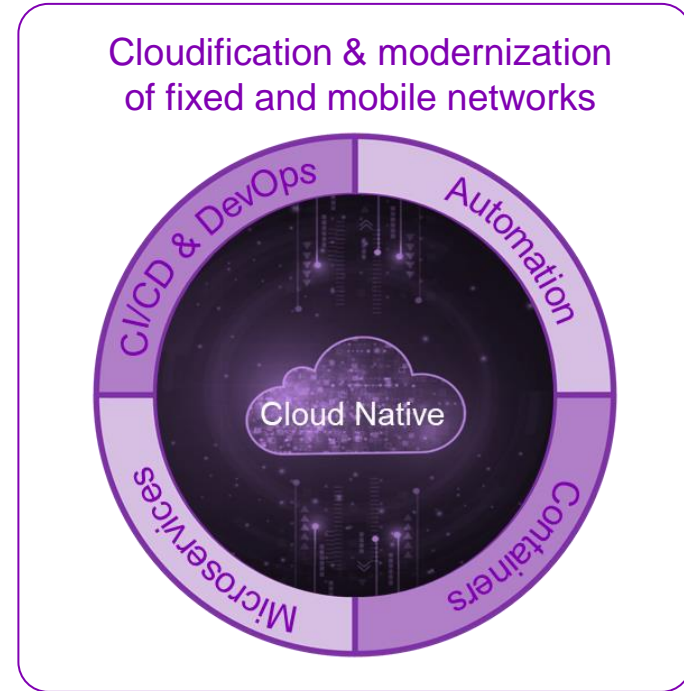 Cloudification & modernization
of fixed and mobile networks
CI/CD & DevOps
Automation
Cloud Native
Microservices
Containers